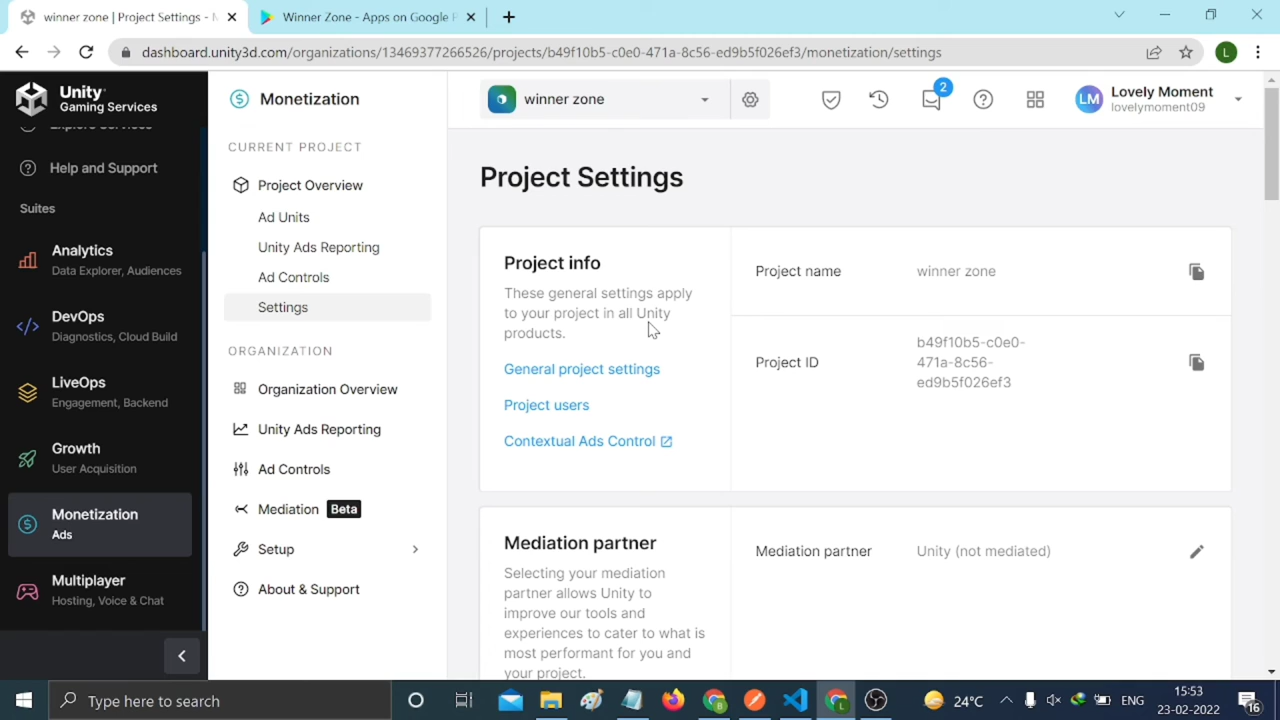 winner zone | Project Settings -
Winner Zone - Apps on Google P
dashboard.unity3d.com/organizations/13469377266526/projects/b49f10b5-c0e0-471a-8c56-ed9b5f026ef3/monetization/settings
L
Unity
Gaming Services
Explore Services
Help and Support
Suites
Analytics
Data Explorer, Audiences
DevOps
Diagnostics, Cloud Build
LiveOps
Engagement, Backend
Growth
User Acquisition
Monetization
Ads
Multiplayer
Hosting, Voice & Chat
Monetization
CURRENT PROJECT
Project Overview
Ad Units
Unity Ads Reporting
Ad Controls
Settings
ORGANIZATION
Organization Overview
Unity Ads Reporting
Ad Controls
Mediation Beta
Setup
About & Support
winner zone
2
LM
Lovely Moment
lovelymoment09
Project Settings
Project info
These general settings apply
to your project in all Unity
products.
General project settings
Project users
Contextual Ads Control
Project name winner zone
Project ID
b49f10b5-c0e0-
471a-8c56-
ed9b5f026ef3
Mediation partner
Selecting your mediation
partner allows Unity to
improve our tools and
experiences to cater to what is
most performant for you and
your project.
Mediation partner Unity (not mediated)
Type here to search
24°C
ENG
15:53
23-02-2022
16